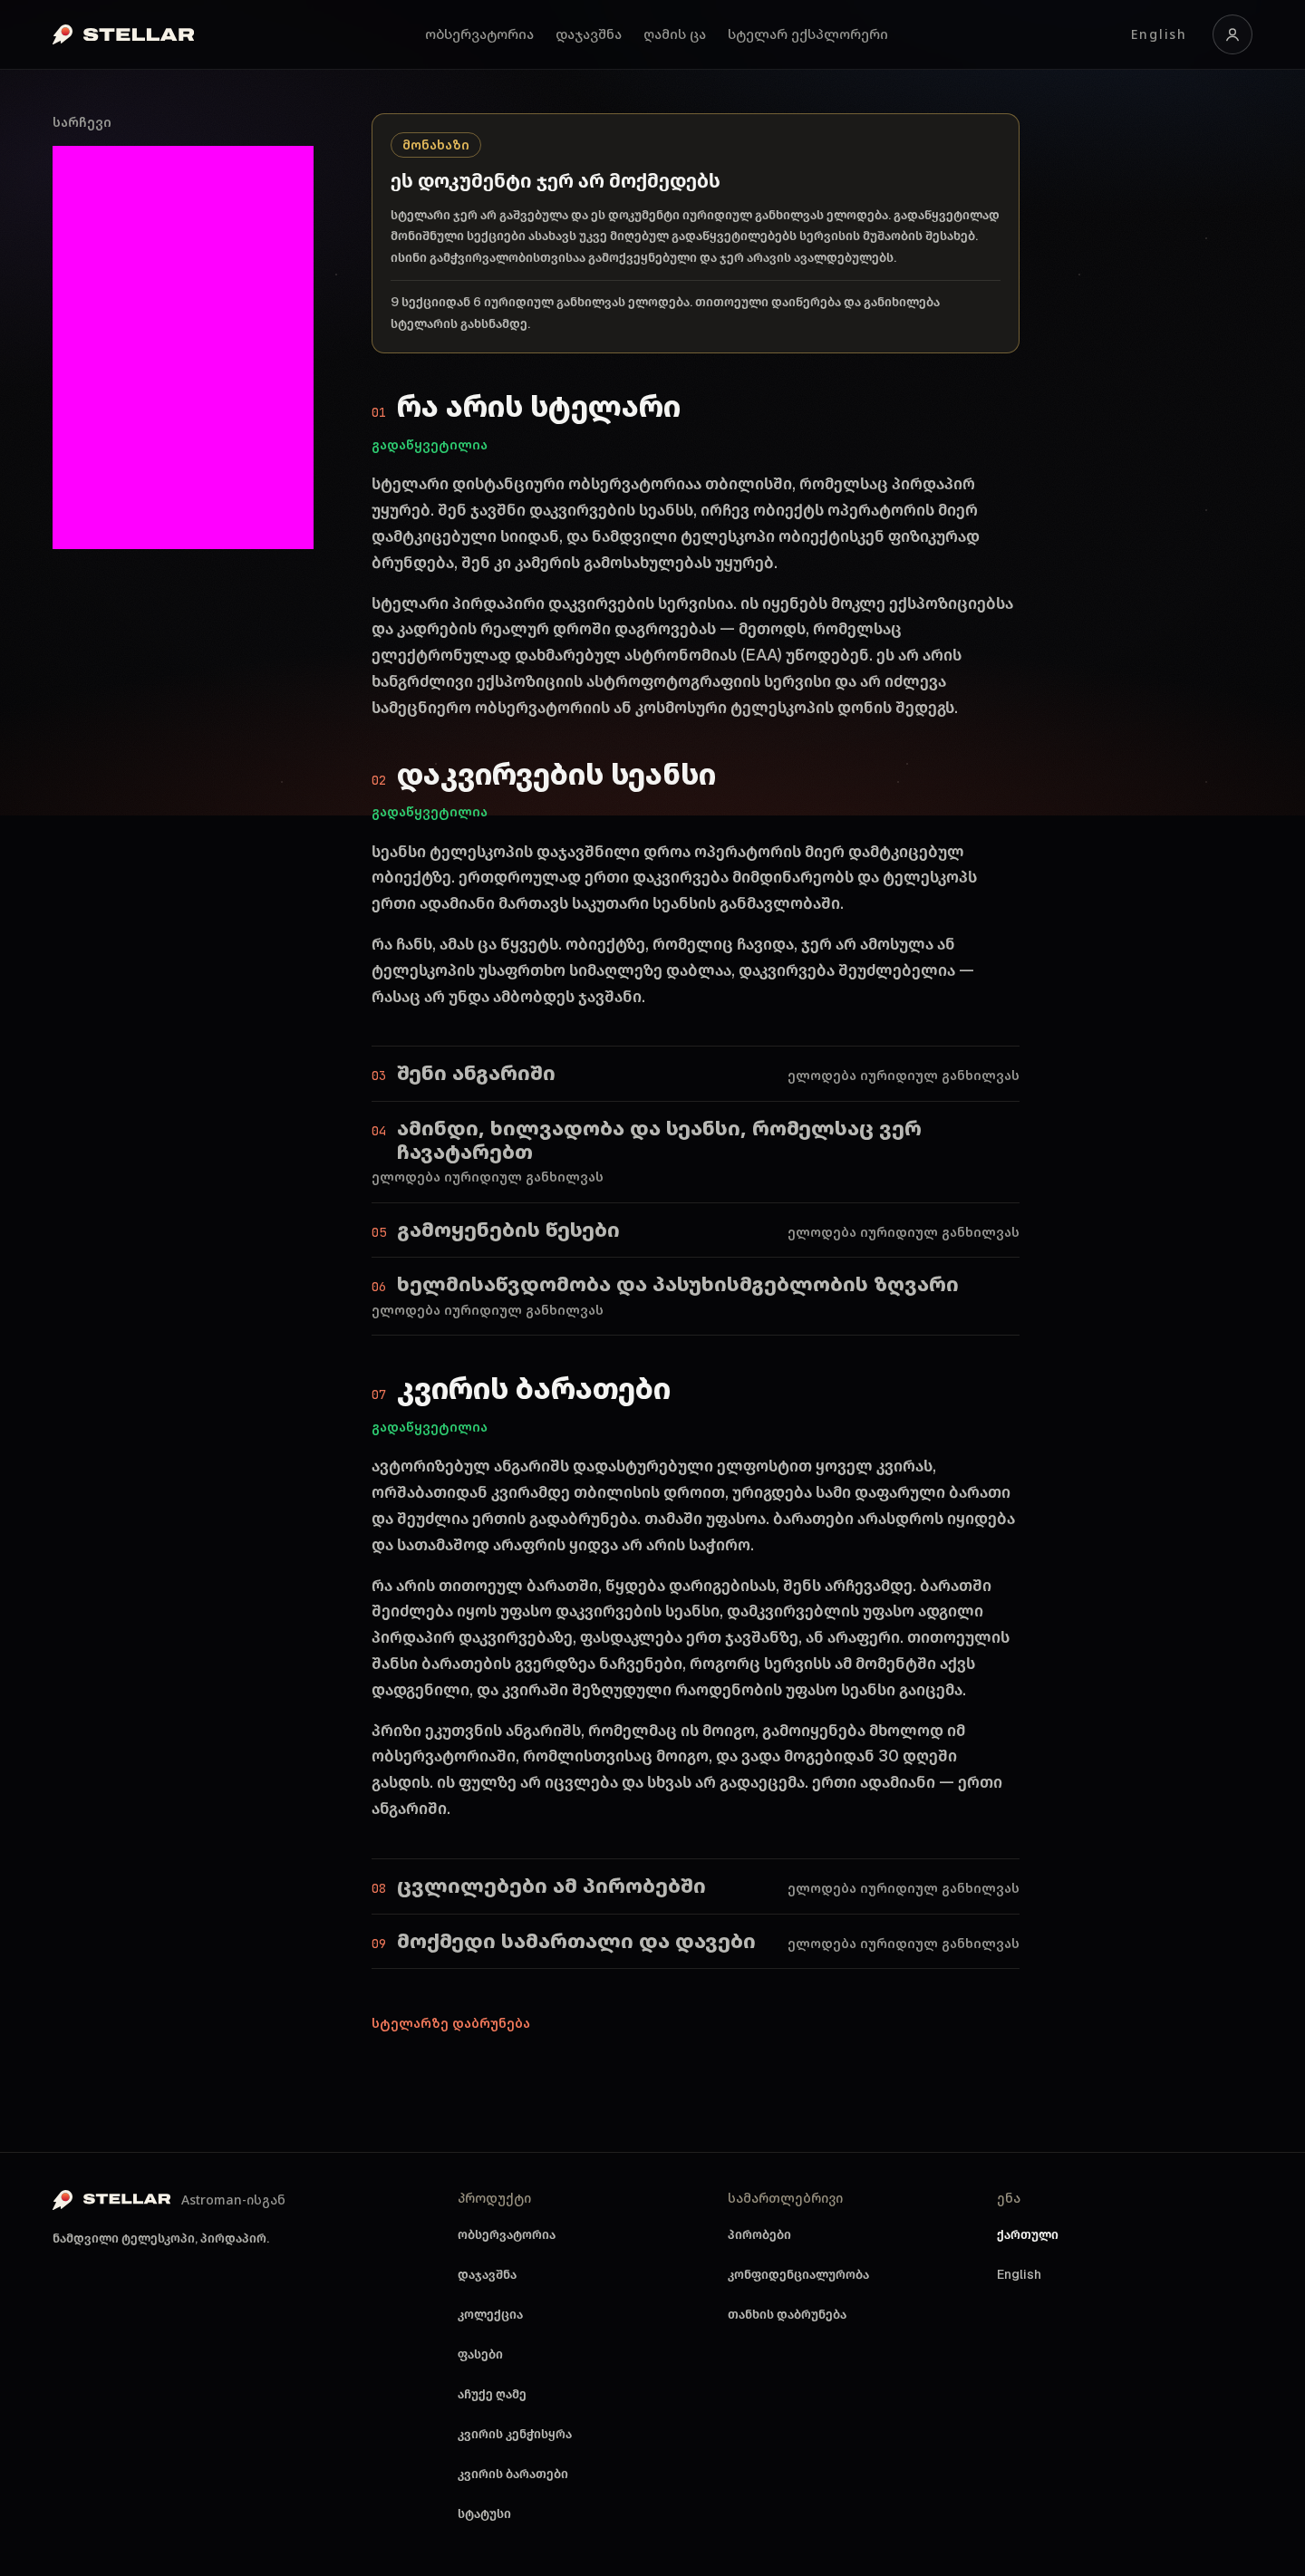 STELLAR
ობსერვატორია
დაჯავშნა
ღამის ცა
სტელარ ექსპლორერი
English
სარჩევი
მონახაზი
ეს დოკუმენტი ჯერ არ მოქმედებს
სტელარი ჯერ არ გაშვებულა და ეს დოკუმენტი იურიდიულ განხილვას ელოდება. გადაწყვეტილად
მონიშნული სექციები ასახავს უკვე მიღებულ გადაწყვეტილებებს სერვისის მუშაობის შესახებ.
ისინი გამჭვირვალობისთვისაა გამოქვეყნებული და ჯერ არავის ავალდებულებს.
9 სექციიდან 6 იურიდიულ განხილვას ელოდება. თითოეული დაიწერება და განიხილება
სტელარის გახსნამდე.
01 რა არის სტელარი
გადაწყვეტილია
სტელარი დისტანციური ობსერვატორიაა თბილისში, რომელსაც პირდაპირ
უყურებ. შენ ჯავშნი დაკვირვების სეანსს, ირჩევ ობიექტს ოპერატორის მიერ
დამტკიცებული სიიდან, და ნამდვილი ტელესკოპი ობიექტისკენ ფიზიკურად
ბრუნდება, შენ კი კამერის გამოსახულებას უყურებ.
სტელარი პირდაპირი დაკვირვების სერვისია. ის იყენებს მოკლე ექსპოზიციებსა
და კადრების რეალურ დროში დაგროვებას — მეთოდს, რომელსაც
ელექტრონულად დახმარებულ ასტრონომიას (EAA) უწოდებენ. ეს არ არის
ხანგრძლივი ექსპოზიციის ასტროფოტოგრაფიის სერვისი და არ იძლევა
სამეცნიერო ობსერვატორიის ან კოსმოსური ტელესკოპის დონის შედეგს.
02 დაკვირვების სეანსი
გადაწყვეტილია
სეანსი ტელესკოპის დაჯავშნილი დროა ოპერატორის მიერ დამტკიცებულ
ობიექტზე. ერთდროულად ერთი დაკვირვება მიმდინარეობს და ტელესკოპს
ერთი ადამიანი მართავს საკუთარი სეანსის განმავლობაში.
რა ჩანს, ამას ცა წყვეტს. ობიექტზე, რომელიც ჩავიდა, ჯერ არ ამოსულა ან
ტელესკოპის უსაფრთხო სიმაღლეზე დაბლაა, დაკვირვება შეუძლებელია —
რასაც არ უნდა ამბობდეს ჯავშანი.
03 შენი ანგარიში
ელოდება იურიდიულ განხილვას
04 ამინდი, ხილვადობა და სეანსი, რომელსაც ვერ
ჩავატარებთ
ელოდება იურიდიულ განხილვას
05 გამოყენების წესები
ელოდება იურიდიულ განხილვას
06 ხელმისაწვდომობა და პასუხისმგებლობის ზღვარი
ელოდება იურიდიულ განხილვას
07 კვირის ბარათები
გადაწყვეტილია
ავტორიზებულ ანგარიშს დადასტურებული ელფოსტით ყოველ კვირას,
ორშაბათიდან კვირამდე თბილისის დროით, ურიგდება სამი დაფარული ბარათი
და შეუძლია ერთის გადაბრუნება. თამაში უფასოა. ბარათები არასდროს იყიდება
და სათამაშოდ არაფრის ყიდვა არ არის საჭირო.
რა არის თითოეულ ბარათში, წყდება დარიგებისას, შენს არჩევამდე. ბარათში
შეიძლება იყოს უფასო დაკვირვების სეანსი, დამკვირვებლის უფასო ადგილი
პირდაპირ დაკვირვებაზე, ფასდაკლება ერთ ჯავშანზე, ან არაფერი. თითოეულის
შანსი ბარათების გვერდზეა ნაჩვენები, როგორც სერვისს ამ მომენტში აქვს
დადგენილი, და კვირაში შეზღუდული რაოდენობის უფასო სეანსი გაიცემა.
პრიზი ეკუთვნის ანგარიშს, რომელმაც ის მოიგო, გამოიყენება მხოლოდ იმ
ობსერვატორიაში, რომლისთვისაც მოიგო, და ვადა მოგებიდან 30 დღეში
გასდის. ის ფულზე არ იცვლება და სხვას არ გადაეცემა. ერთი ადამიანი — ერთი
ანგარიში.
08 ცვლილებები ამ პირობებში
ელოდება იურიდიულ განხილვას
09 მოქმედი სამართალი და დავები
ელოდება იურიდიულ განხილვას
სტელარზე დაბრუნება
STELLAR Astroman-ისგან
ნამდვილი ტელესკოპი, პირდაპირ.
პროდუქტი
ობსერვატორია
დაჯავშნა
კოლექცია
ფასები
აჩუქე ღამე
კვირის კენჭისყრა
კვირის ბარათები
სტატუსი
სამართლებრივი
პირობები
კონფიდენციალურობა
თანხის დაბრუნება
ენა
ქართული
English